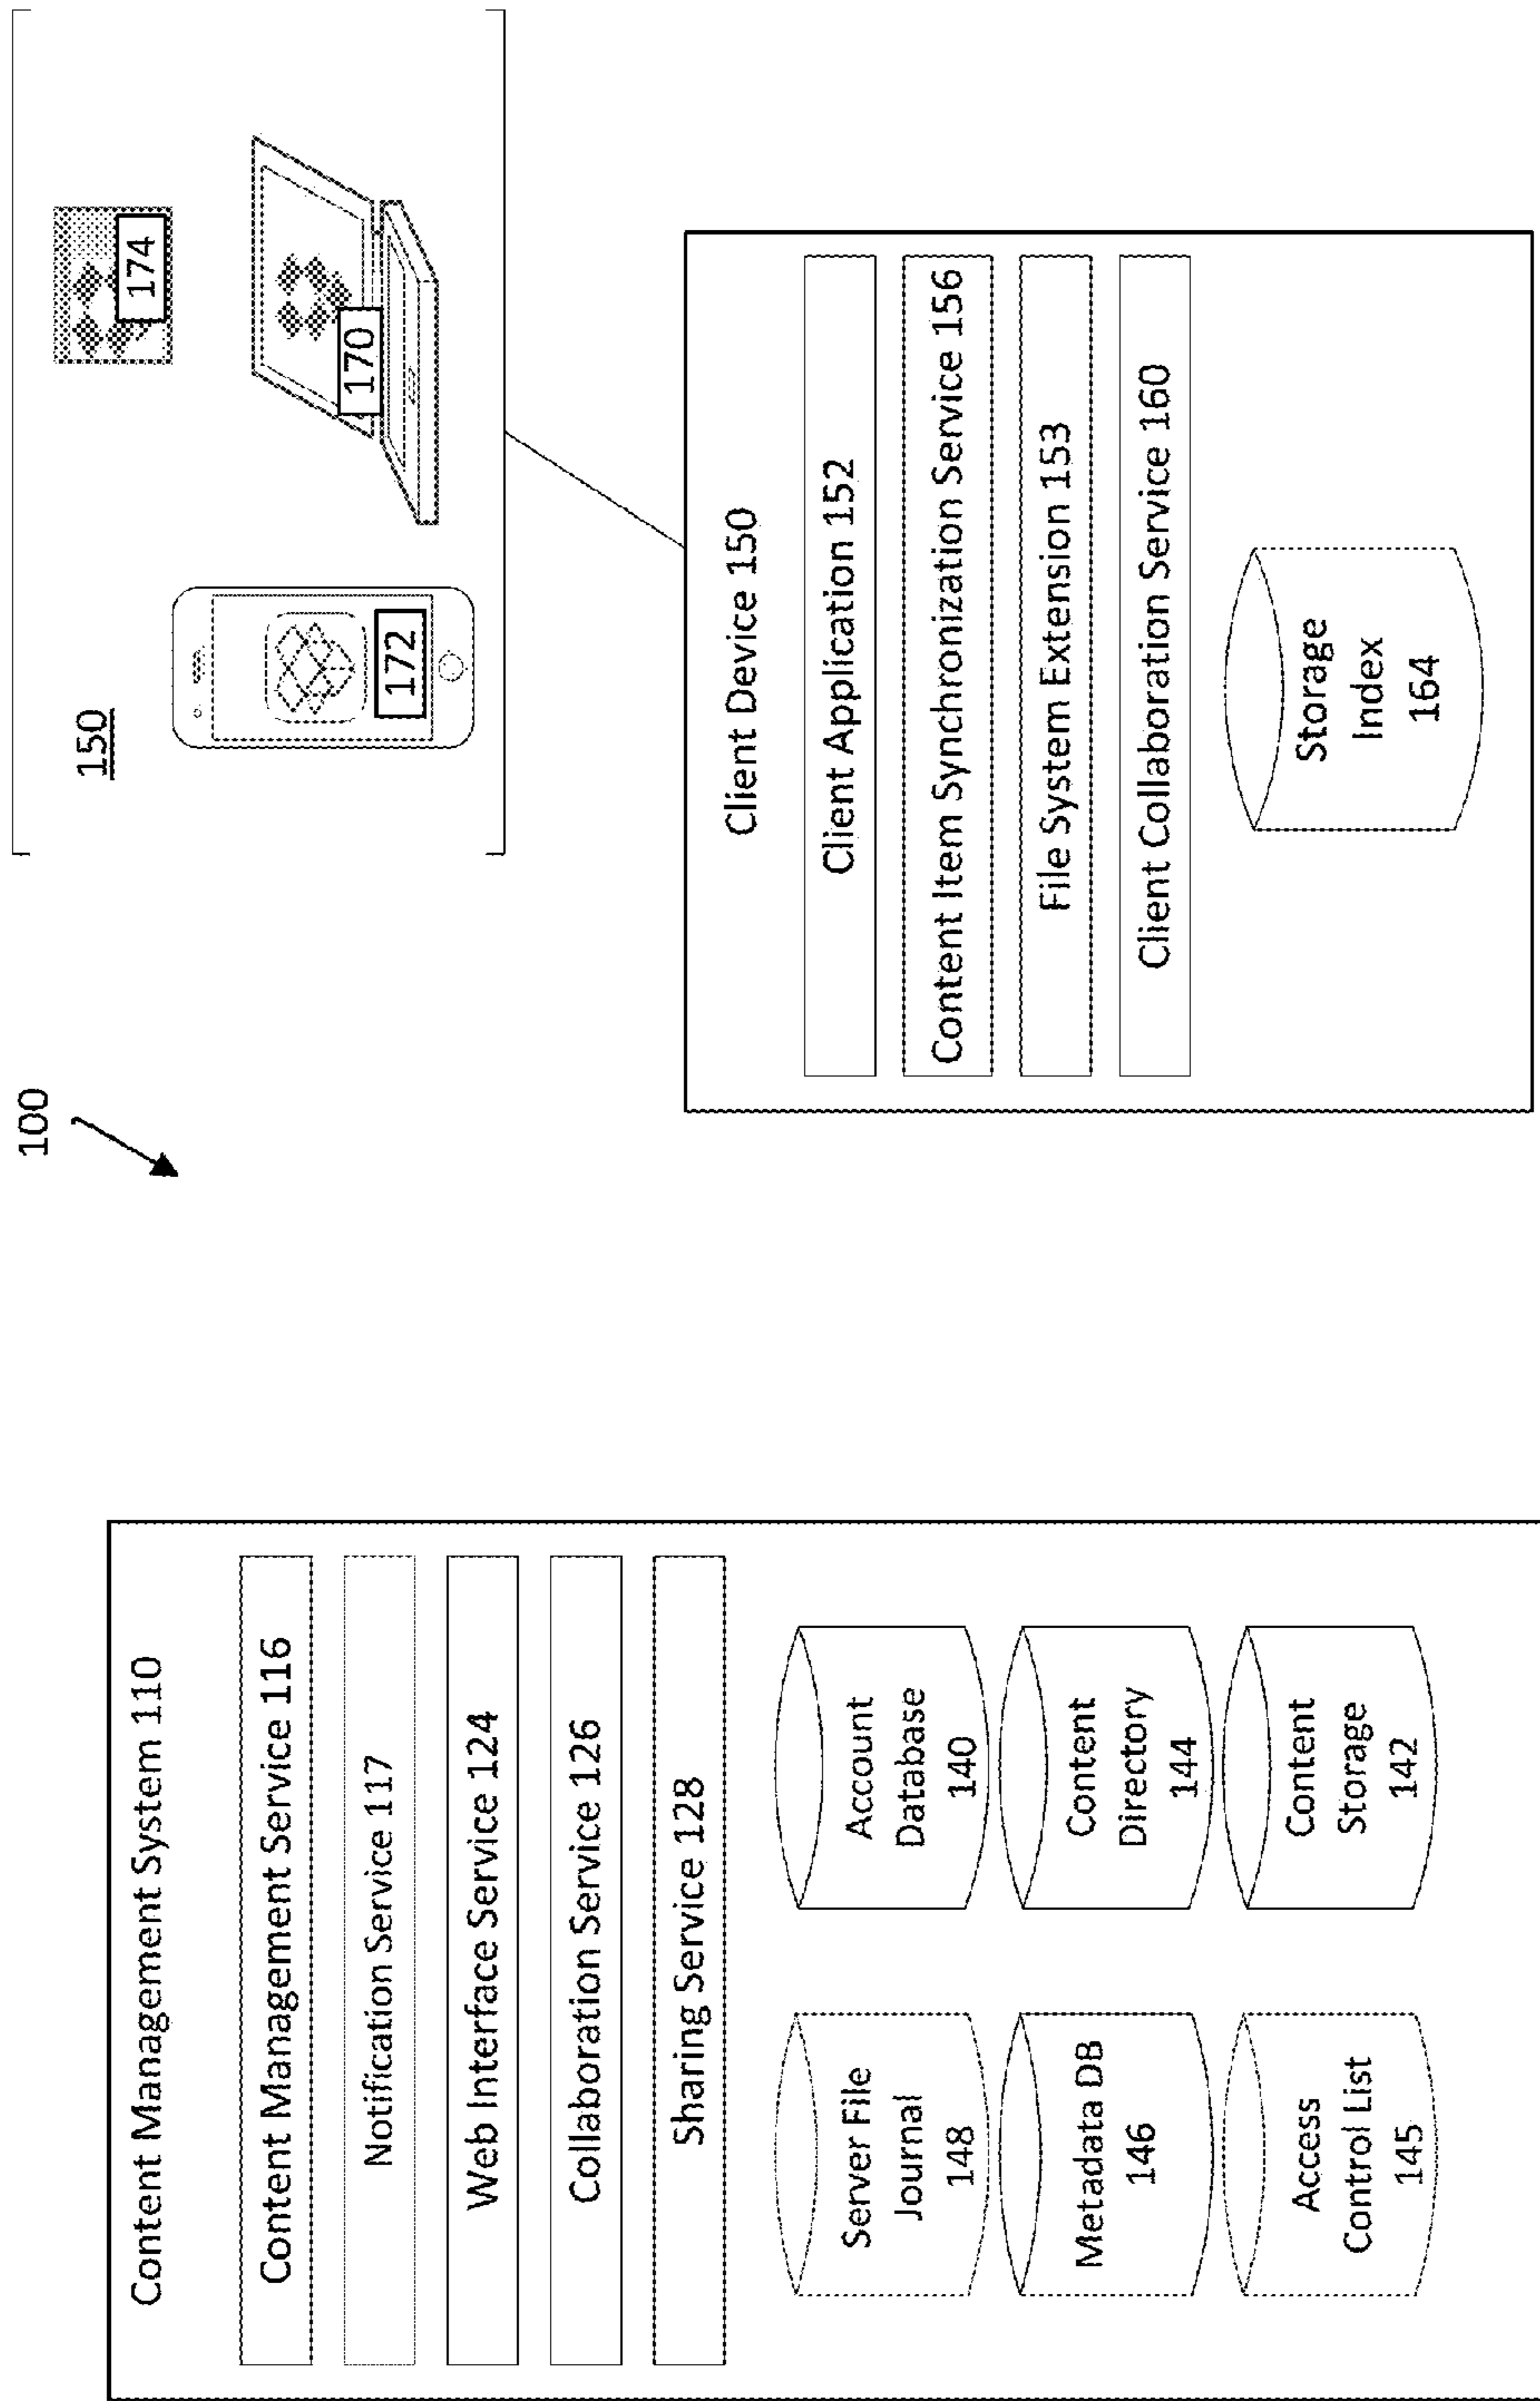 100
Content Management System 110
Content Management Service 116
Notification Service 117
Web Interface Service 124
Collaboration Service 126
Sharing Service 128
Server File
Journal
148
Account
Database
140
Metadata DB
146
Content
Directory
144
Access
Control List
145
Content
Storage
142
150
172
174
170
Client Device 150
Client Application 152
Content Item Synchronization Service 156
File System Extension 153
Client Collaboration Service 160
Storage
Index
164